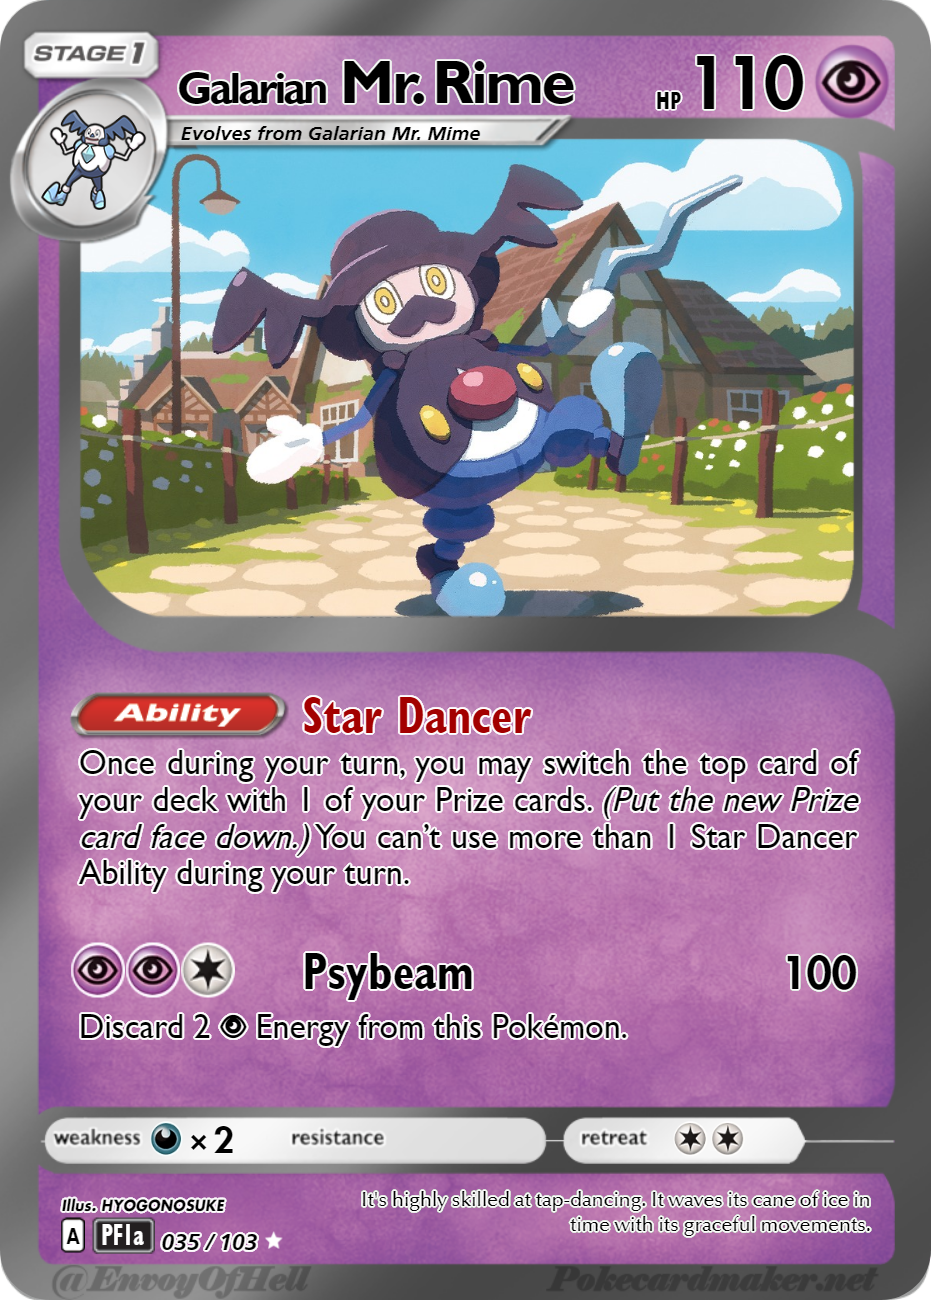 STAGE 1
Galarian Mr. Rime HP 110
Evolves from Galarian Mr. Mime
Ability Star Dancer
Once during your turn, you may switch the top card of
your deck with 1 of your Prize cards. (Put the new Prize
card face down.) You can't use more than 1 Star Dancer
Ability during your turn.
Psybeam 100
Discard 2 Energy from this Pokémon.
weakness × 2 resistance retreat
Illus. HYOGONOSUKE
It's highly skilled at tap-dancing. It waves its cane of ice in
time with its graceful movements.
A PF1a 035 / 103
@EnvoyOfHell Pokecardmaker.net